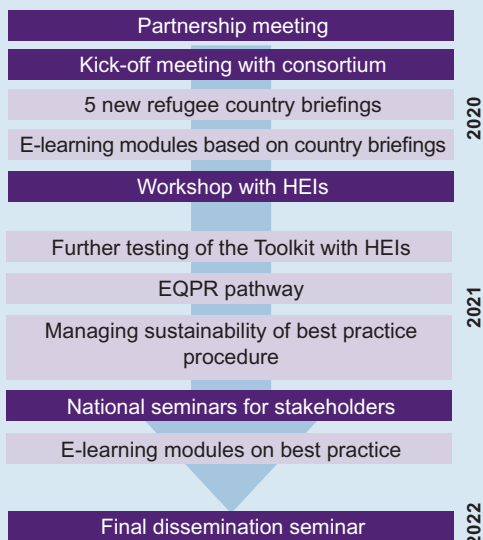 Partnership meeting
Kick-off meeting with consortium
5 new refugee country briefings
E-learning modules based on country briefings
Workshop with HEIs
2020
Further testing of the Toolkit with HEIs
EQPR pathway
Managing sustainability of best practice
procedure
National seminars for stakeholders
E-learning modules on best practice
2021
Final dissemination seminar
2022